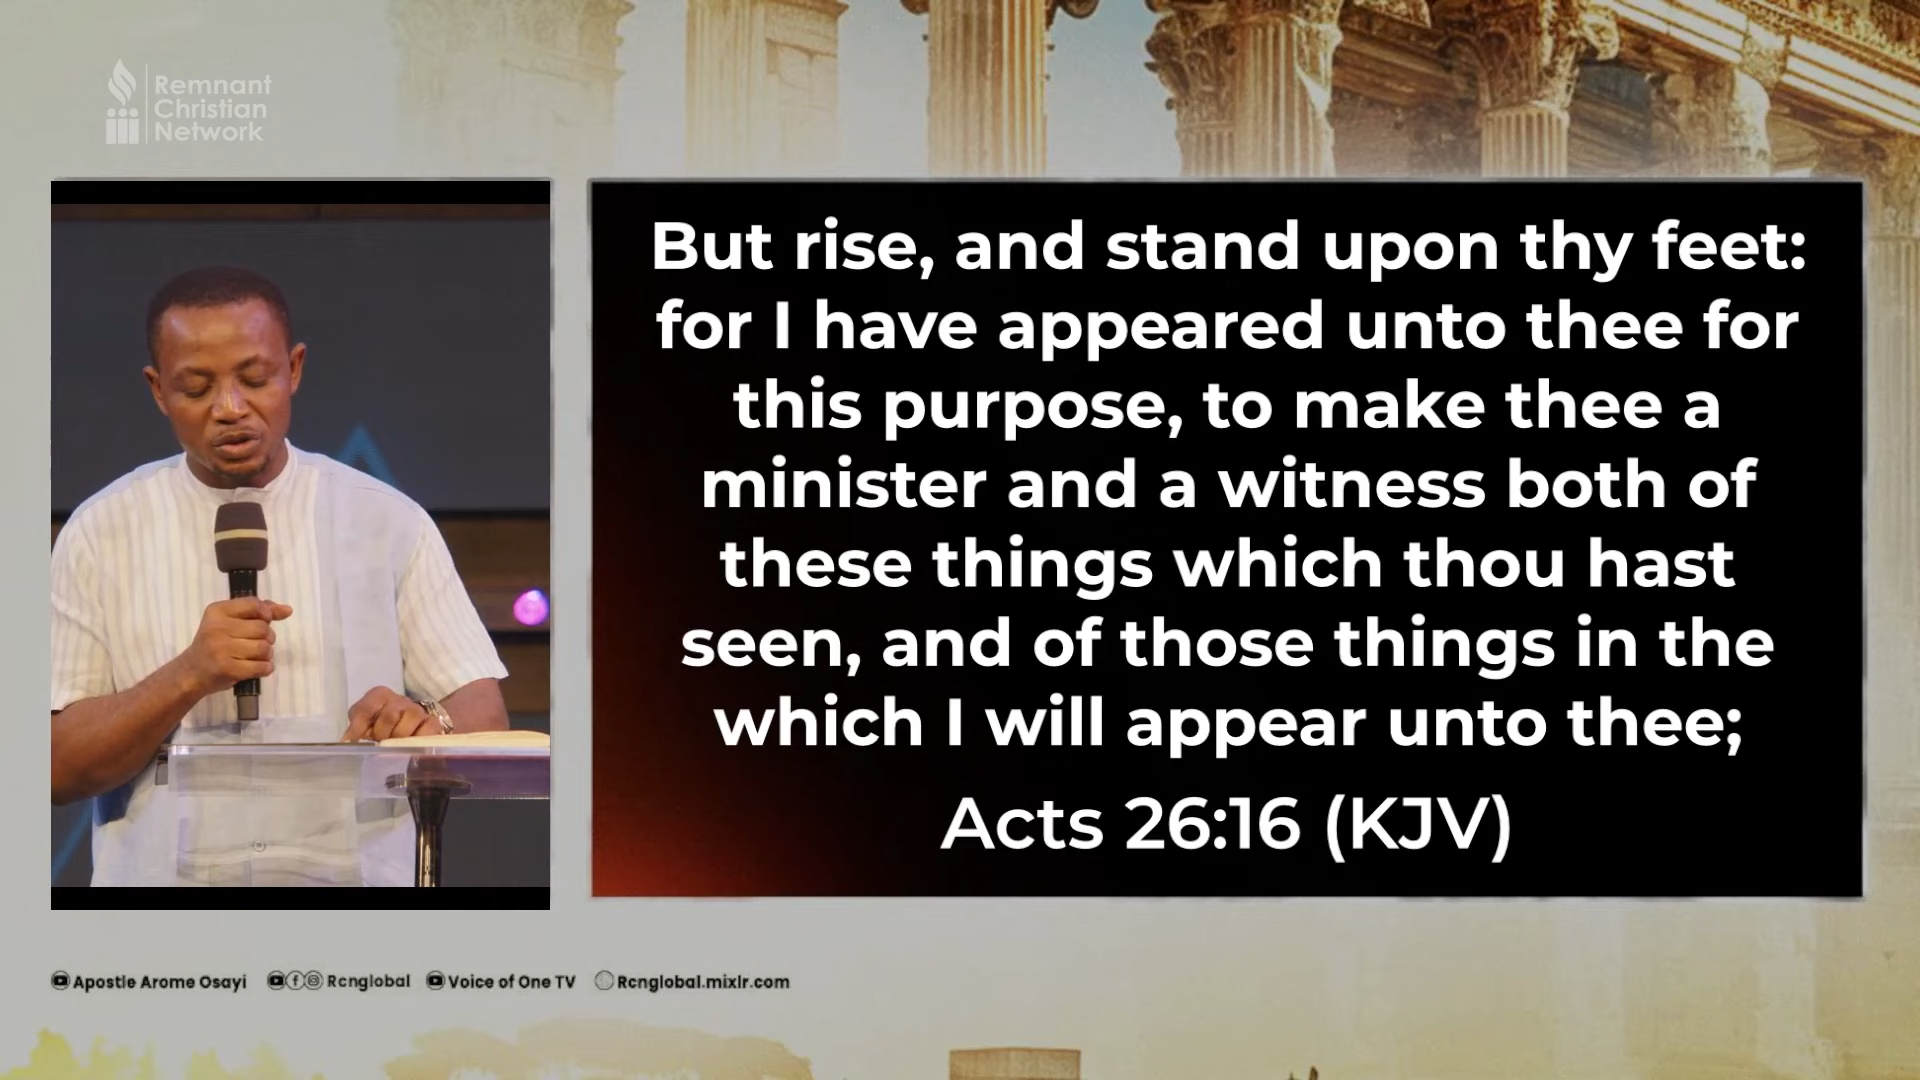 Remnant
Christian
Network
But rise, and stand upon thy feet:
for I have appeared unto thee for
this purpose, to make thee a
minister and a witness both of
these things which thou hast
seen, and of those things in the
which I will appear unto thee;
Acts 26:16 (KJV)
Apostle Arome Osayi Rcnglobal Voice of One TV Rcnglobal.mixlr.com